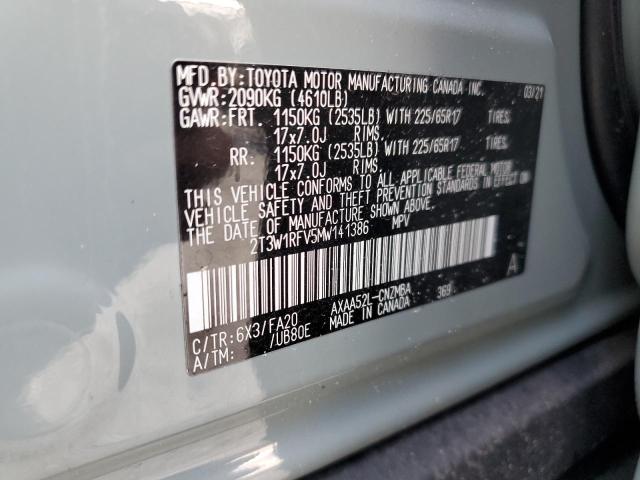 MFD. BY: TOYOTA MOTOR MANUFACTURING CANADA INC. 03/21
GVWR: 2090KG (4610LB)
GAWR: FRT. 1150KG (2535LB) WITH 225/65R17 TIRES,
17x7.0J RIMS.
RR. 1150KG (2535LB) WITH 225/65R17 TIRES,
17x7.0J RIMS.
THIS VEHICLE CONFORMS TO ALL APPLICABLE FEDERAL MOTOR
VEHICLE SAFETY AND THEFT PREVENTION STANDARDS IN EFFECT ON
THE DATE OF MANUFACTURE SHOWN ABOVE.
2T3W1RFV5MW141386 MPV
A
C/TR: 6X3/FA20 AXAA52L-CNZMBA 369
A/TM: /UB80E MADE IN CANADA